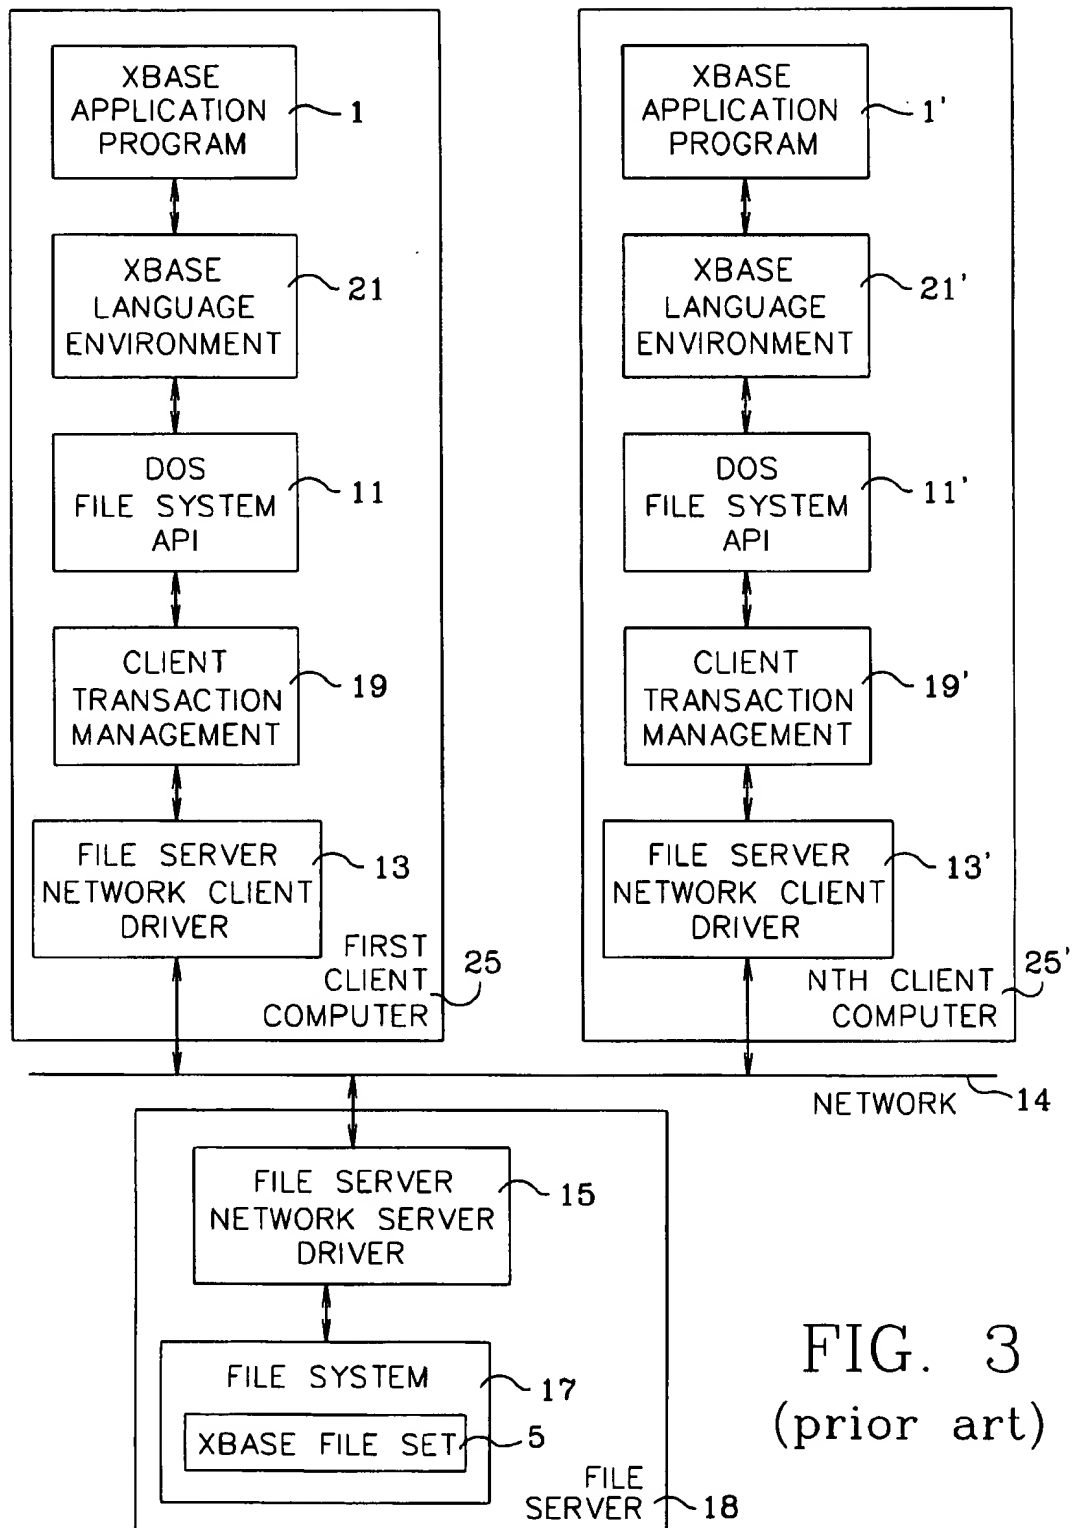 XBASE
APPLICATION
PROGRAM
1
XBASE
LANGUAGE
ENVIRONMENT
21
DOS
FILE SYSTEM
API
11
CLIENT
TRANSACTION
MANAGEMENT
19
FILE SERVER
NETWORK CLIENT
DRIVER
13
FIRST
CLIENT
COMPUTER
25
XBASE
APPLICATION
PROGRAM
1'
XBASE
LANGUAGE
ENVIRONMENT
21'
DOS
FILE SYSTEM
API
11'
CLIENT
TRANSACTION
MANAGEMENT
19'
FILE SERVER
NETWORK CLIENT
DRIVER
13'
NTH CLIENT
COMPUTER
25'
NETWORK
14
FILE SERVER
NETWORK SERVER
DRIVER
15
FILE SYSTEM
17
XBASE FILE SET
5
FILE
SERVER
18
FIG. 3
(prior art)